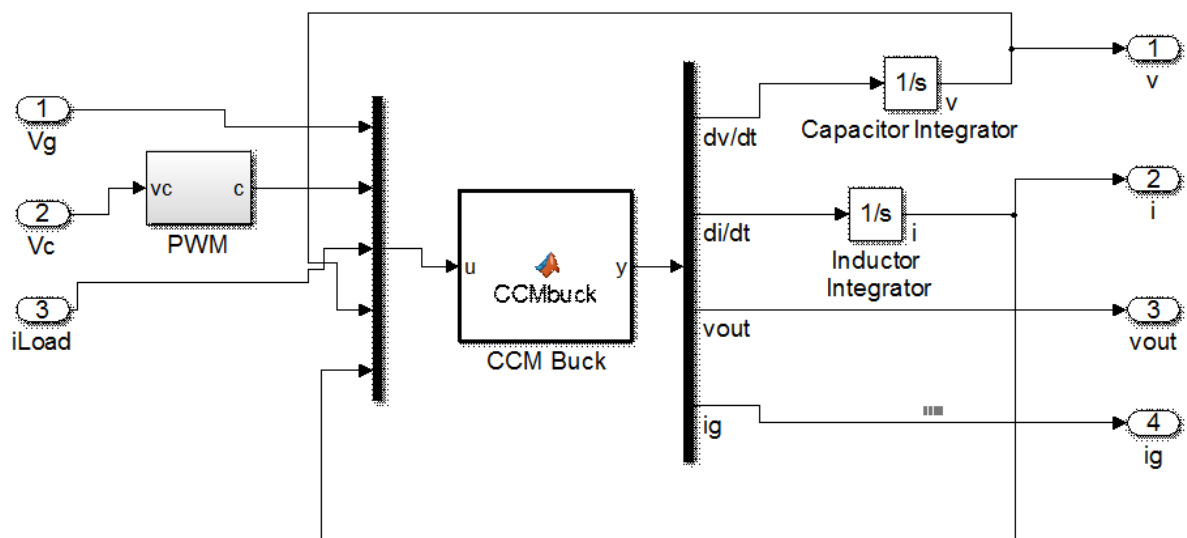 1
Vg
vc
c
PWM
2
Vc
3
iLoad
u
CCMbuck
y
CCM Buck
dv/dt
1/s
v
Capacitor Integrator
di/dt
1/s
i
Inductor
Integrator
vout
ig
1
v
2
i
3
vout
4
ig